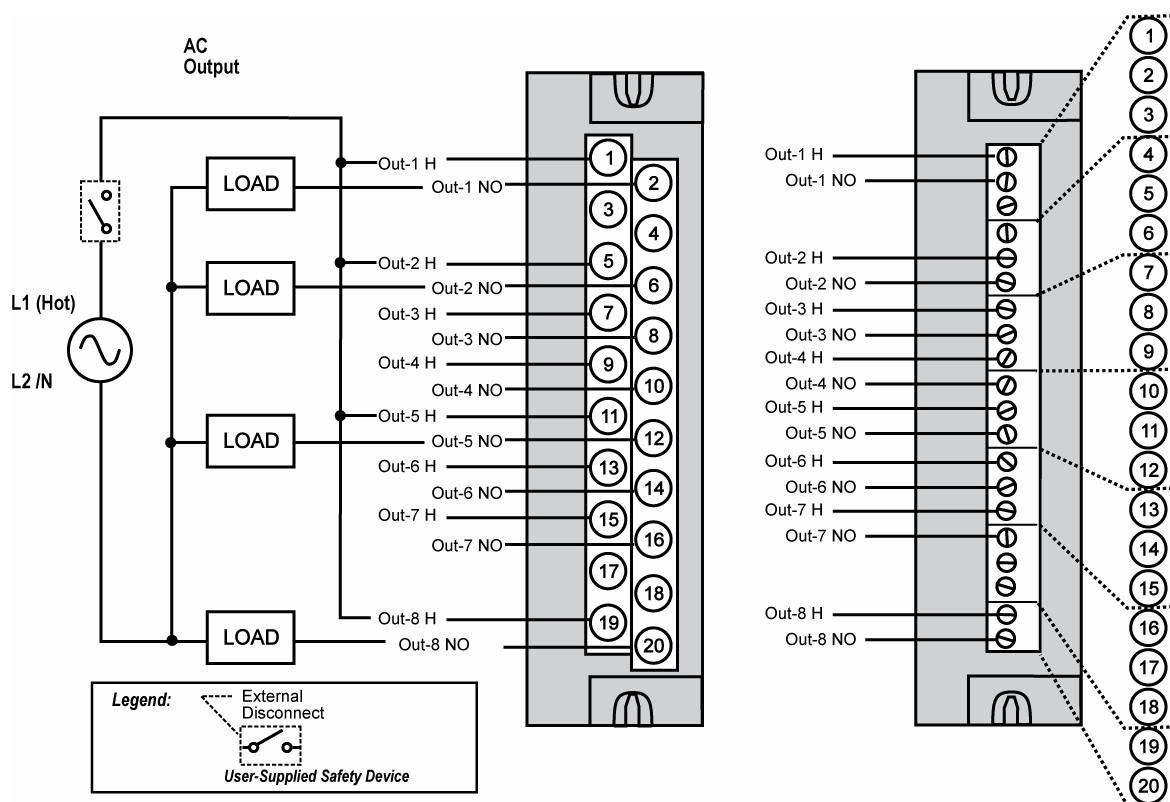 AC
Output
L1 (Hot)
L2 /N
LOAD
LOAD
LOAD
LOAD
Out-1 H
Out-1 NO
Out-2 H
Out-2 NO
Out-3 H
Out-3 NO
Out-4 H
Out-4 NO
Out-5 H
Out-5 NO
Out-6 H
Out-6 NO
Out-7 H
Out-7 NO
Out-8 H
Out-8 NO
1
2
3
4
5
6
7
8
9
10
11
12
13
14
15
16
17
18
19
20
Out-1 H
Out-1 NO
Out-2 H
Out-2 NO
Out-3 H
Out-3 NO
Out-4 H
Out-4 NO
Out-5 H
Out-5 NO
Out-6 H
Out-6 NO
Out-7 H
Out-7 NO
Out-8 H
Out-8 NO
1
2
3
4
5
6
7
8
9
10
11
12
13
14
15
16
17
18
19
20
Legend:
External
Disconnect
User-Supplied Safety Device